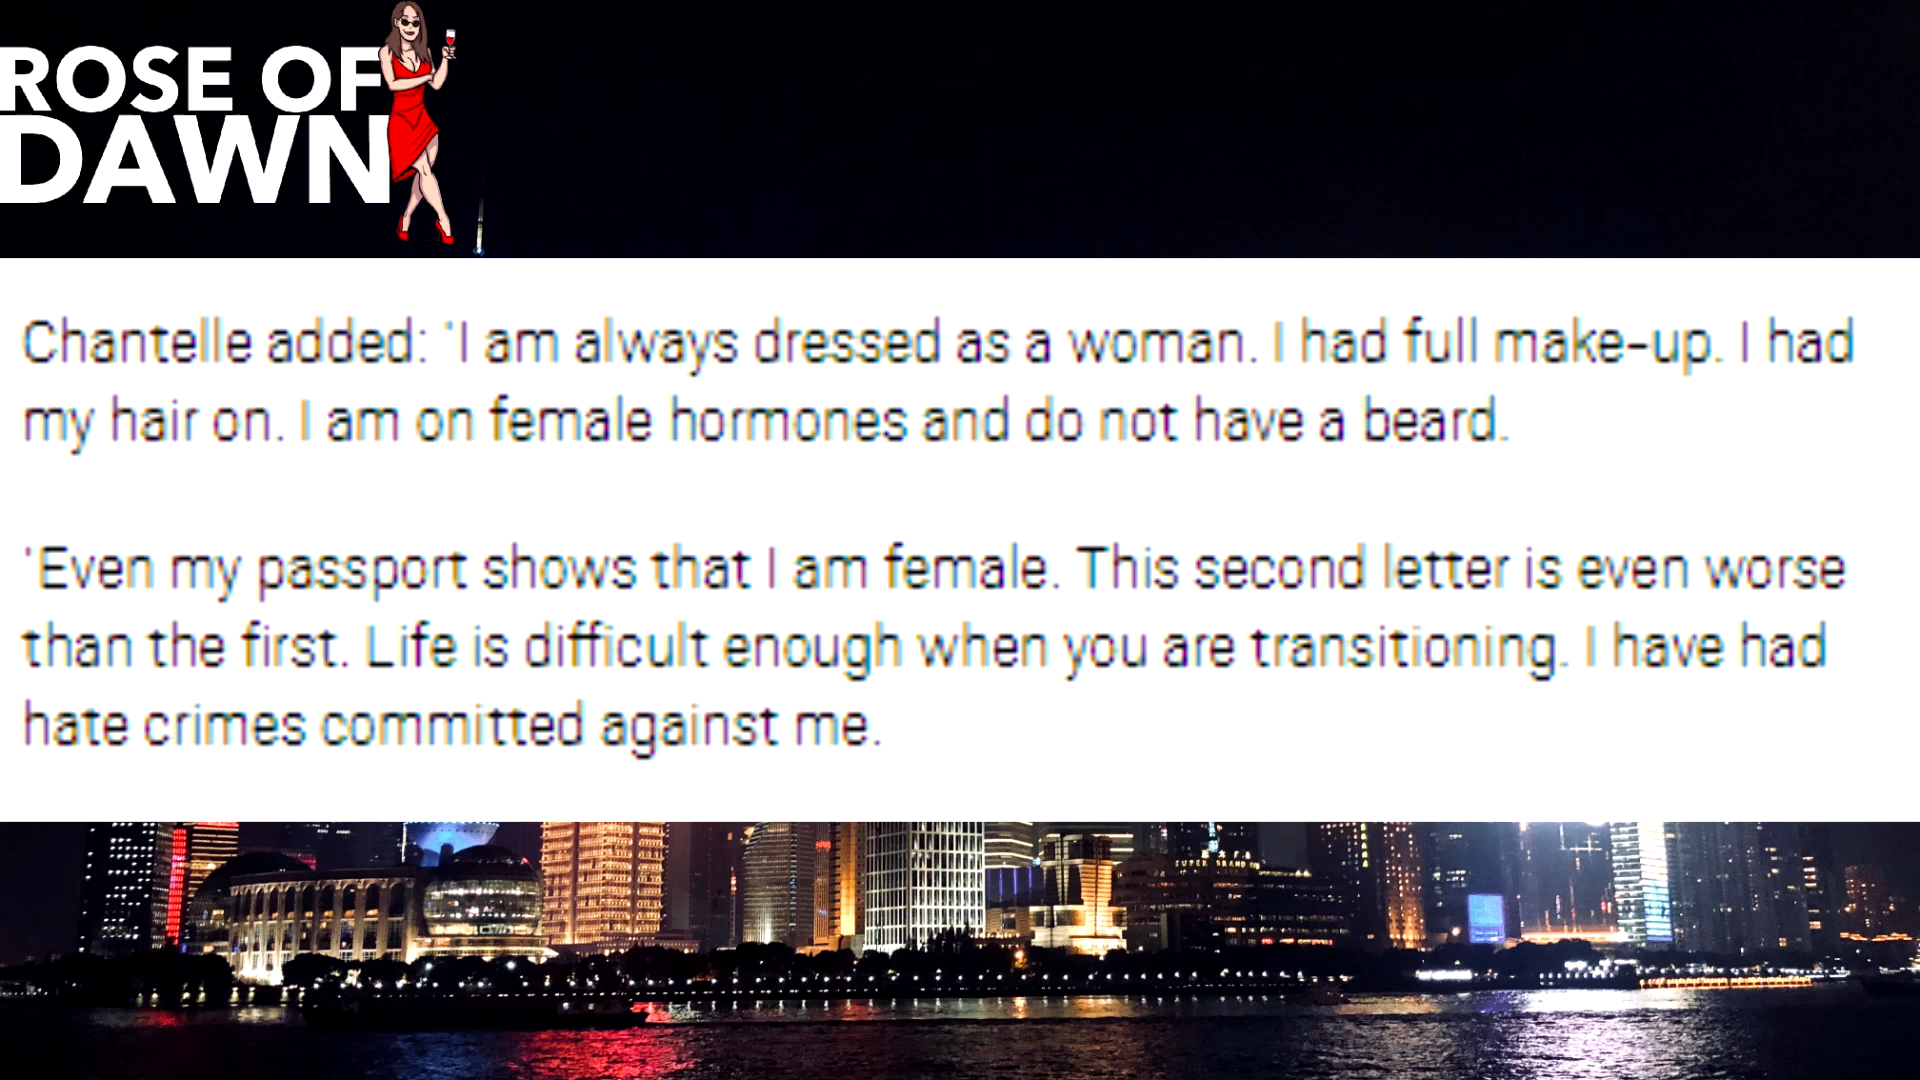 ROSE OF
DAWN
Chantelle added: 'I am always dressed as a woman. I had full make-up. I had
my hair on. I am on female hormones and do not have a beard.
'Even my passport shows that I am female. This second letter is even worse
than the first. Life is difficult enough when you are transitioning. I have had
hate crimes committed against me.
SUPER BRAND